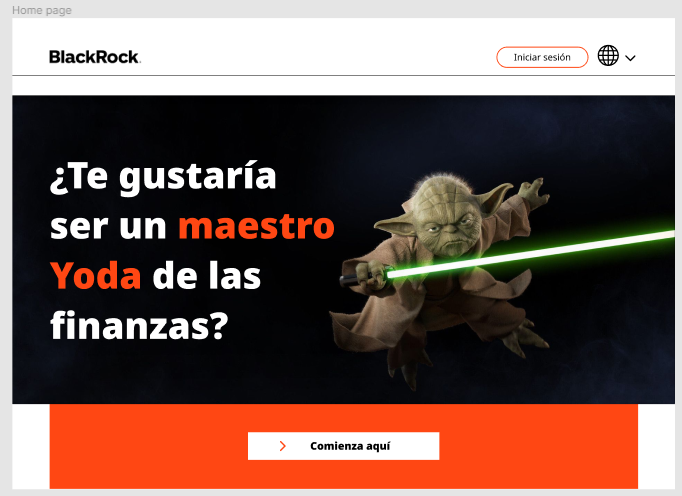 Home page
BlackRock.
Iniciar sesión
¿Te gustaría
ser un maestro
Yoda de las
finanzas?
Comienza aquí